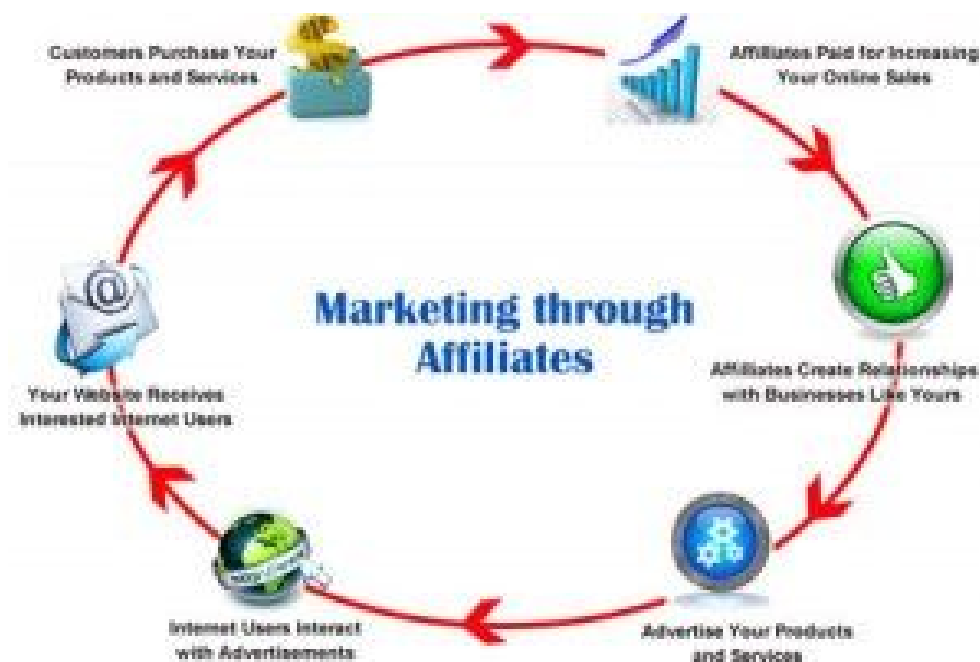 Customers Purchase Your
Products and Services
Affiliates Paid for Increasing
Your Online Sales
Marketing through
Affiliates
Affiliates Create Relationships
with Businesses Like Yours
Your Website Receives
Interested Internet Users
Internet Users Interact
with Advertisements
Advertise Your Products
and Services